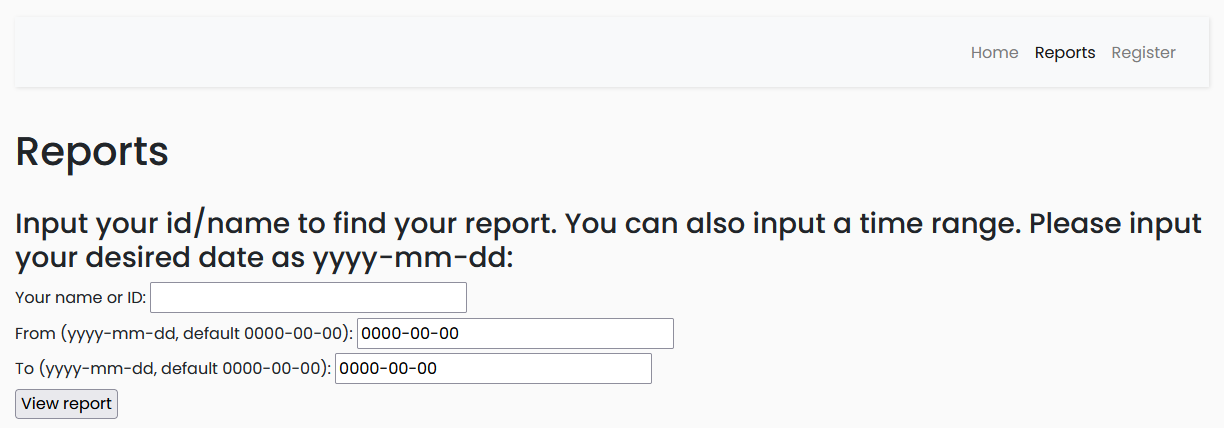 Home Reports Register
Reports
Input your id/name to find your report. You can also input a time range. Please input
your desired date as yyyy-mm-dd:
Your name or ID:
From (yyyy-mm-dd, default 0000-00-00): 0000-00-00
To (yyyy-mm-dd, default 0000-00-00): 0000-00-00
View report